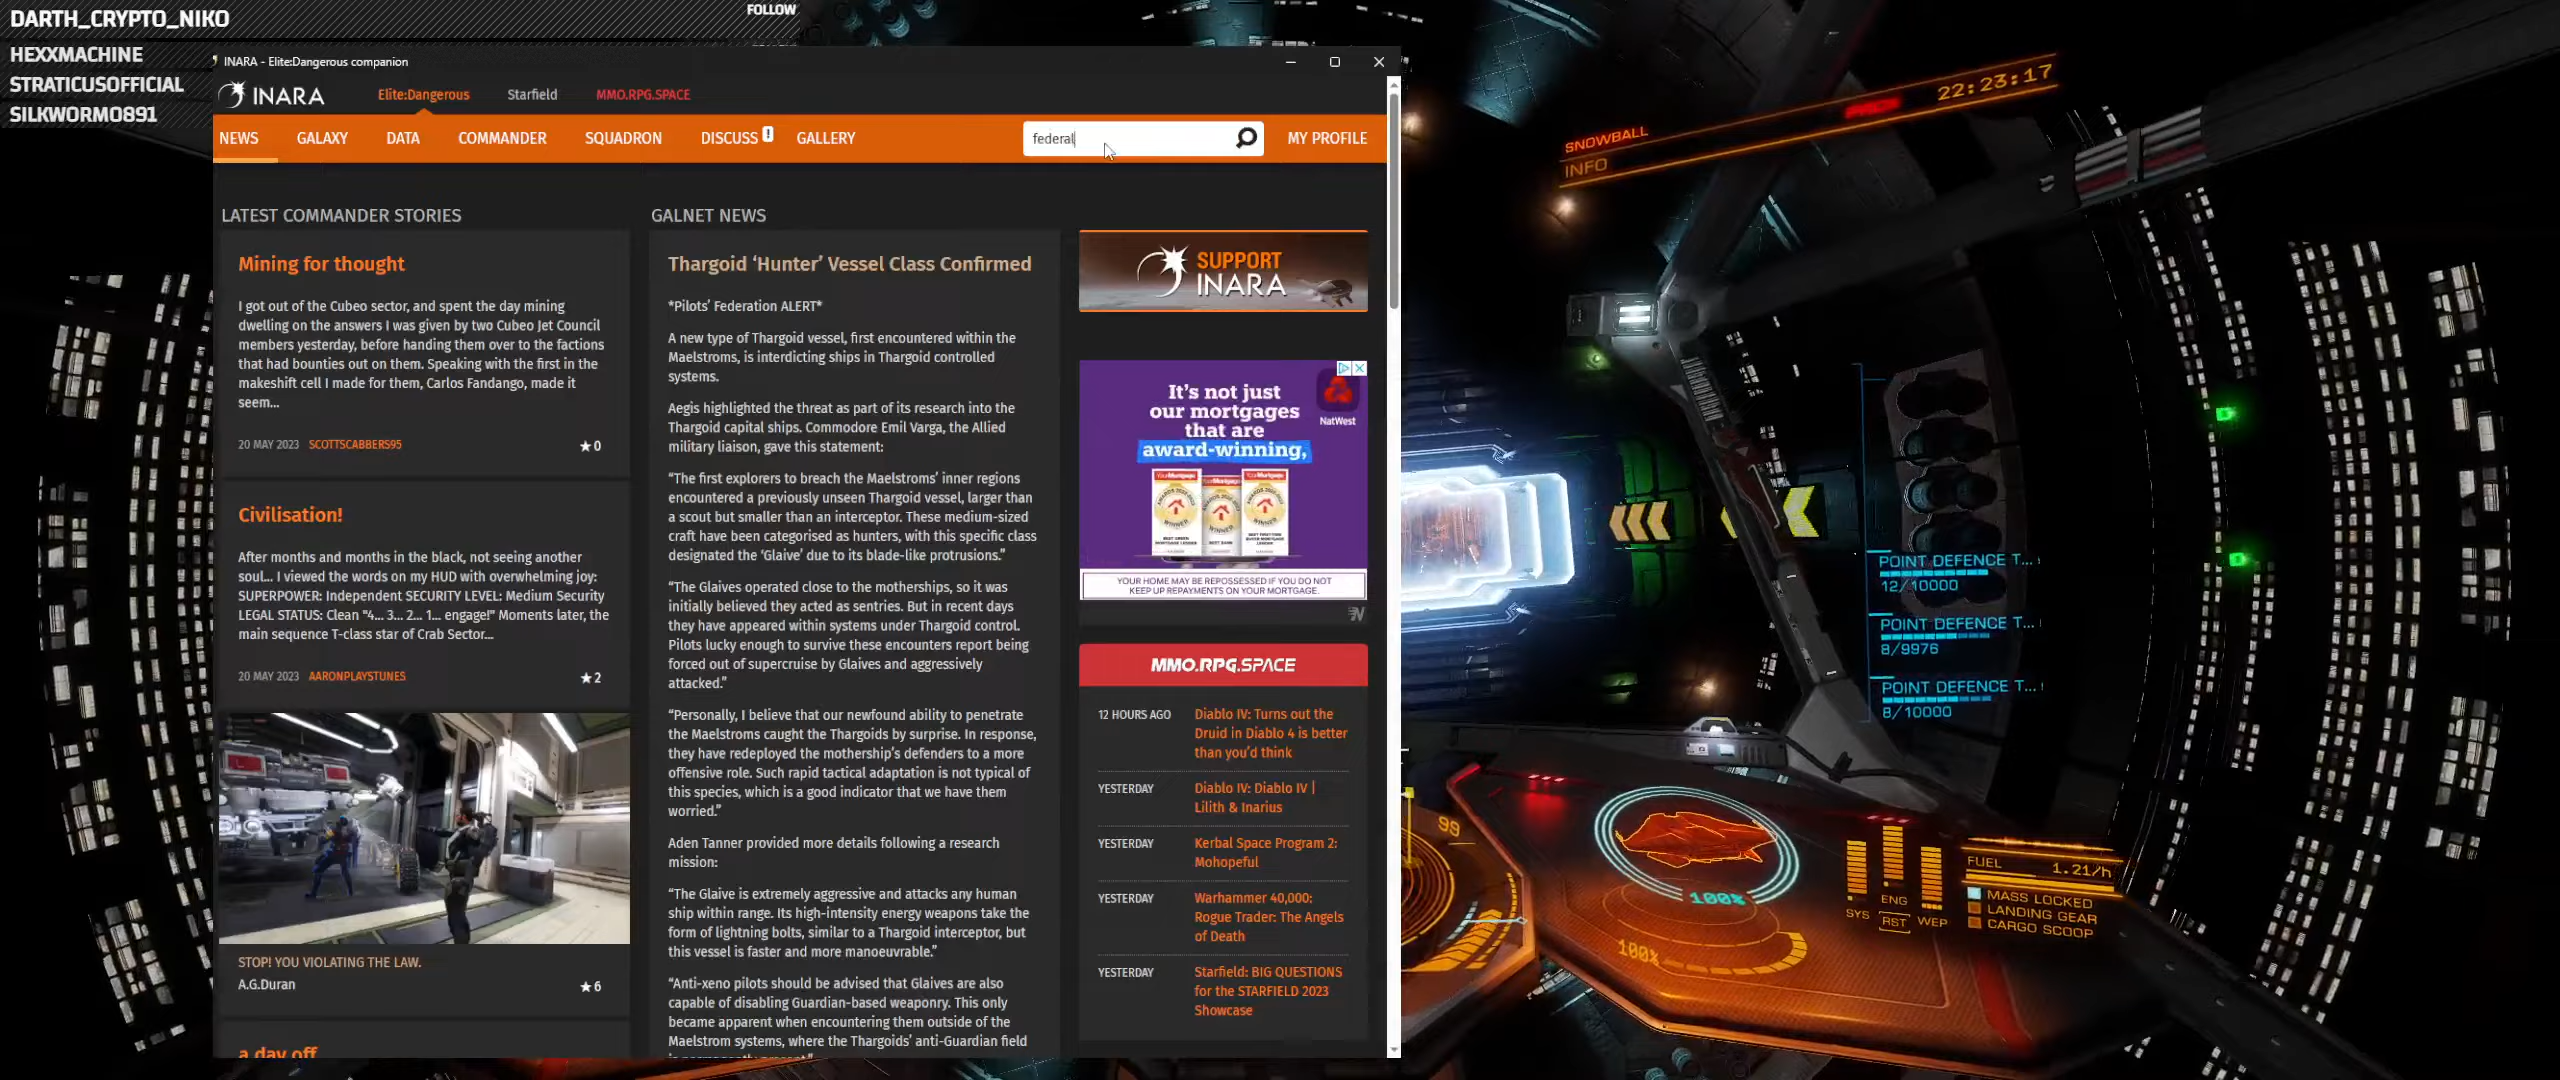 DARTH_CRYPTO_NIKO
FOLLOW
HEXXMACHINE
STRATICUSOFFICIAL
SILKWORM0891
INARA - Elite:Dangerous companion
INARA
Elite:Dangerous
Starfield
MMO.RPG.SPACE
NEWS
GALAXY
DATA
COMMANDER
SQUADRON
DISCUSS !
GALLERY
federal
MY PROFILE
LATEST COMMANDER STORIES
Mining for thought
I got out of the Cubeo sector, and spent the day mining
dwelling on the answers I was given by two Cubeo Jet Council
members yesterday, before handing them over to the factions
that had bounties out on them. Speaking with the first in the
makeshift cell I made for them, Carlos Fandango, made it
seem...
20 MAY 2023 SCOTTSCABBERS95 ★0
Civilisation!
After months and months in the black, not seeing another
soul... I viewed the words on my HUD with overwhelming joy:
SUPERPOWER: Independent SECURITY LEVEL: Medium Security
LEGAL STATUS: Clean "4... 3... 2... 1... engage!" Moments later, the
main sequence T-class star of Crab Sector...
20 MAY 2023 AARONPLAYSTUNES ★2
STOP! YOU VIOLATING THE LAW.
A.G.Duran ★6
a day off
GALNET NEWS
Thargoid ‘Hunter’ Vessel Class Confirmed
*Pilots’ Federation ALERT*
A new type of Thargoid vessel, first encountered within the
Maelstroms, is interdicting ships in Thargoid controlled
systems.
Aegis highlighted the threat as part of its research into the
Thargoid capital ships. Commodore Emil Varga, the Allied
military liaison, gave this statement:
“The first explorers to breach the Maelstroms’ inner regions
encountered a previously unseen Thargoid vessel, larger than
a scout but smaller than an interceptor. These medium-sized
craft have been categorised as hunters, with this specific class
designated the ‘Glaive’ due to its blade-like protrusions.”
“The Glaives operated close to the motherships, so it was
initially believed they acted as sentries. But in recent days
they have appeared within systems under Thargoid control.
Pilots lucky enough to survive these encounters report being
forced out of supercruise by Glaives and aggressively
attacked.”
“Personally, I believe that our newfound ability to penetrate
the Maelstroms caught the Thargoids by surprise. In response,
they have redeployed the mothership’s defenders to a more
offensive role. Such rapid tactical adaptation is not typical of
this species, which is a good indicator that we have them
worried.”
Aden Tanner provided more details following a research
mission:
“The Glaive is extremely aggressive and attacks any human
ship within range. Its high-intensity energy weapons take the
form of lightning bolts, similar to a Thargoid interceptor, but
this vessel is faster and more manoeuvrable.”
“Anti-xeno pilots should be advised that Glaives are also
capable of disabling Guardian-based weaponry. This only
became apparent when encountering them outside of the
Maelstrom systems, where the Thargoids’ anti-Guardian field
SUPPORT
INARA
It’s not just
our mortgages
that are
award-winning,
NatWest
YOUR HOME MAY BE REPOSSESSED IF YOU DO NOT
KEEP UP REPAYMENTS ON YOUR MORTGAGE.
MMO.RPG.SPACE
12 HOURS AGO
Diablo IV: Turns out the
Druid in Diablo 4 is better
than you’d think
YESTERDAY
Diablo IV: Diablo IV |
Lilith & Inarius
YESTERDAY
Kerbal Space Program 2:
Mohopeful
YESTERDAY
Warhammer 40,000:
Rogue Trader: The Angels
of Death
YESTERDAY
Starfield: BIG QUESTIONS
for the STARFIELD 2023
Showcase
SNOWBALL
22:23:17
INFO
POINT DEFENCE T...
12/10000
POINT DEFENCE T...
8/9976
POINT DEFENCE T...
8/10000
99
100%
100%
SYS
ENG
RST
WEP
FUEL
1.21/h
MASS LOCKED
LANDING GEAR
CARGO SCOOP